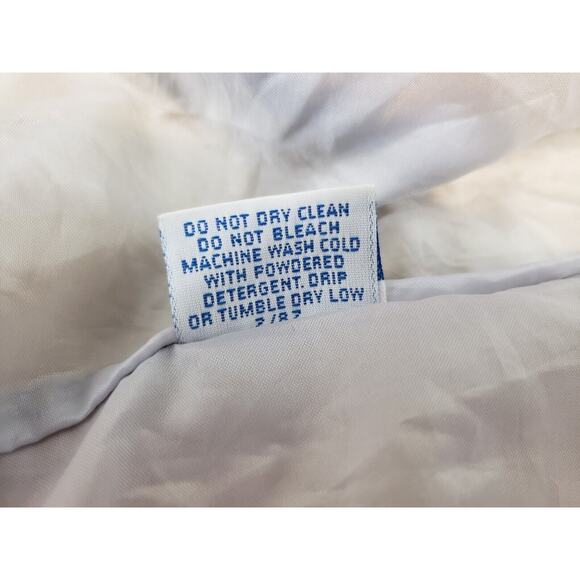 DO NOT DRY CLEAN
DO NOT BLEACH
MACHINE WASH COLD
WITH POWDERED
DETERGENT. DRIP
OR TUMBLE DRY LOW